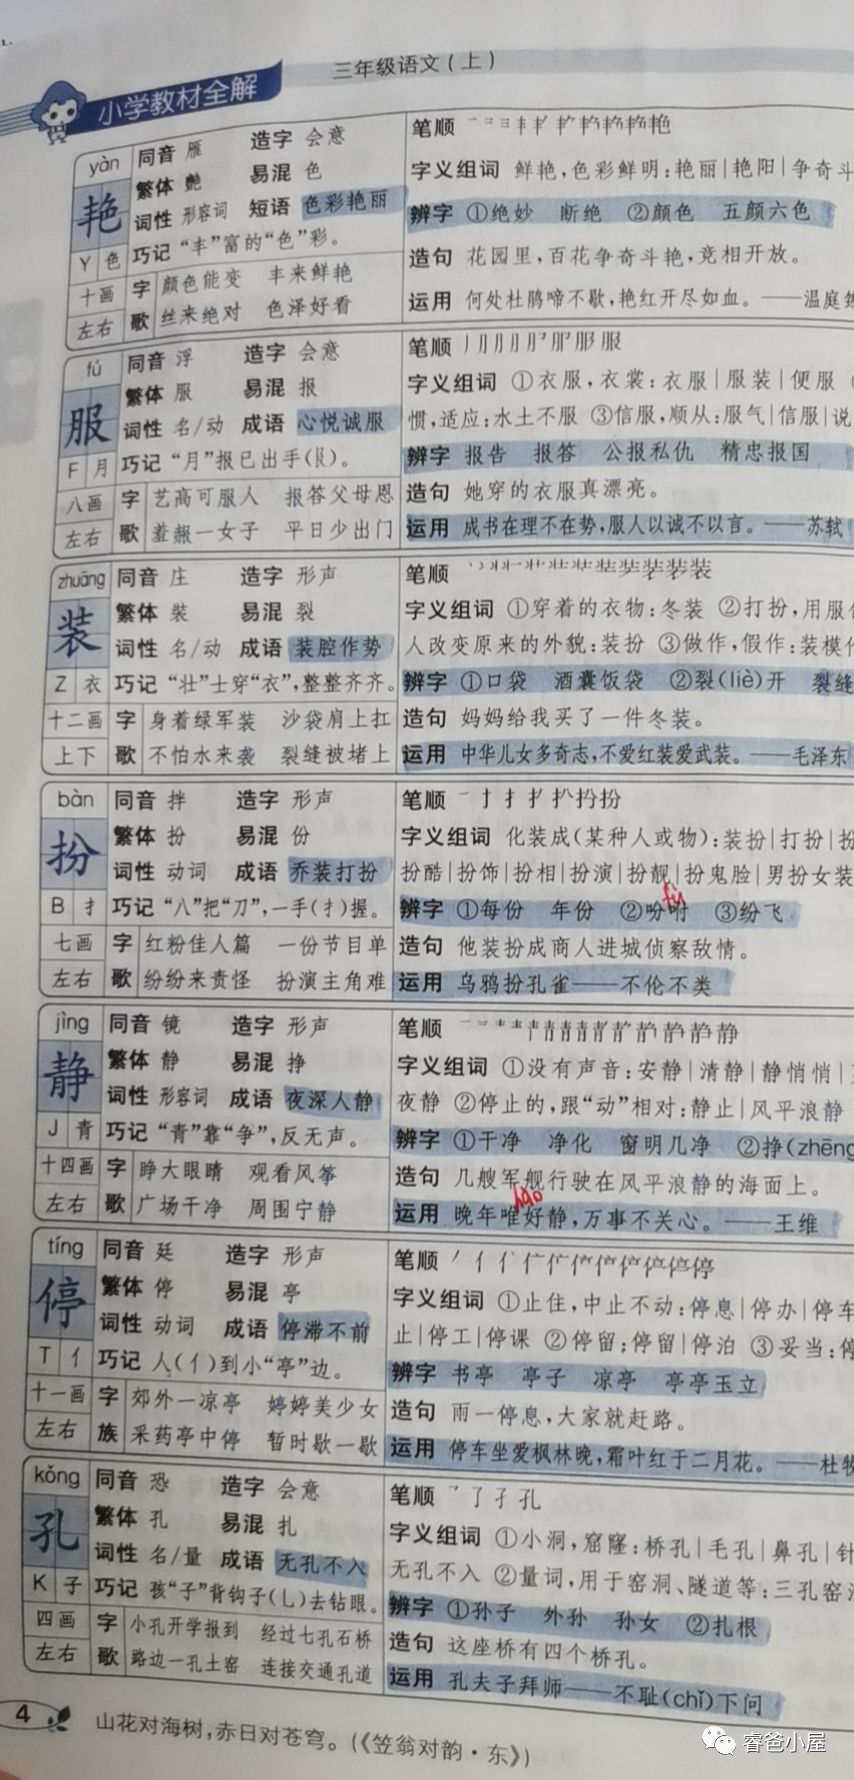 三年级语文(上)
小学教材全解
yàn
艳
Y 色
十画
左右
同音 雁 造字 会意
繁体 艷 易混 色
词性 形容词 短语 色彩艳丽
巧记 “丰”富的“色”彩。
字 颜色能变 丰来鲜艳
歌 丝来绝对 色泽好看
笔顺
字义组词 鲜艳,色彩鲜明:艳丽|艳阳|争奇斗
辨字 ①绝妙 断绝 ②颜色 五颜六色
造句 花园里,百花争奇斗艳,竞相开放。
运用 何处杜鹃啼不歇,艳红开尽如血。——温庭
fú
服
F 月
八画
左右
同音 浮 造字 会意
繁体 服 易混 报
词性 名/动 成语 心悦诚服
巧记 “月”报已出手(𠬝)。
字 艺高可服人 报答父母恩
歌 羞赧一女子 平日少出门
笔顺
字义组词 ①衣服,衣裳:衣服|服装|便服
惯,适应:水土不服 ③信服,顺从:服气|信服|说
辨字 报告 报答 公报私仇 精忠报国
造句 她穿的衣服真漂亮。
运用 成书在理不在势,服人以诚不以言。——苏轼
zhuāng
装
Z 衣
十二画
上下
同音 庄 造字 形声
繁体 裝 易混 裂
词性 名/动 成语 装腔作势
巧记 “壮”士穿“衣”,整整齐齐。
字 身着绿军装 沙袋肩上扛
歌 不怕水来袭 裂缝被堵上
笔顺
字义组词 ①穿着的衣物:冬装 ②打扮,用服
人改变原来的外貌:装扮 ③做作,假作:装模
辨字 ①口袋 酒囊饭袋 ②裂(liè)开 裂缝
造句 妈妈给我买了一件冬装。
运用 中华儿女多奇志,不爱红装爱武装。——毛泽东
bàn
扮
B 扌
七画
左右
同音 拌 造字 形声
繁体 扮 易混 份
词性 动词 成语 乔装打扮
巧记 “八”把“刀”,一手(扌)握。
字 红粉佳人篇 一份节目单
歌 纷纷来责怪 扮演主角难
笔顺
字义组词 化装成(某种人或物):装扮|打扮|扮
扮酷|扮饰|扮相|扮演|扮靓|扮鬼脸|男扮女装
fù
辨字 ①每份 年份 ②吩咐 ③纷飞
造句 他装扮成商人进城侦察敌情。
运用 乌鸦扮孔雀——不伦不类
jìng
静
J 青
十四画
左右
同音 镜 造字 形声
繁体 静 易混 挣
词性 形容词 成语 夜深人静
巧记 “青”靠“争”,反无声。
字 睁大眼睛 观看风筝
歌 广场干净 周围宁静
笔顺
字义组词 ①没有声音:安静|清静|静悄悄|
夜静 ②停止的,跟“动”相对:静止|风平浪静
辨字 ①干净 净化 窗明几净 ②挣(zhēng
造句 几艘军舰行驶在风平浪静的海面上。
hào
运用 晚年唯好静,万事不关心。——王维
tíng
停
T 亻
十一画
左右
同音 廷 造字 形声
繁体 停 易混 亭
词性 动词 成语 停滞不前
巧记 人(亻)到小“亭”边。
字 郊外一凉亭 婷婷美少女
族 采药亭中停 暂时歇一歇
笔顺
字义组词 ①止住,中止不动:停息|停办|停车
止|停工|停课 ②停留:停留|停泊 ③妥当:停
辨字 书亭 亭子 凉亭 亭亭玉立
造句 雨一停息,大家就赶路。
运用 停车坐爱枫林晚,霜叶红于二月花。——杜牧
kǒng
孔
K 子
四画
左右
同音 恐 造字 会意
繁体 孔 易混 扎
词性 名/量 成语 无孔不入
巧记 孩“子”背钩子(乚)去钻眼。
字 小孔开学报到 经过七孔石桥
歌 路边一孔土窑 连接交通孔道
笔顺
字义组词 ①小洞,窟窿:桥孔|毛孔|鼻孔|针
无孔不入 ②量词,用于窑洞、隧道等:三孔窑
辨字 ①孙子 外孙 孙女 ②扎根
造句 这座桥有四个桥孔。
运用 孔夫子拜师——不耻(chǐ)下问
4
山花对海树,赤日对苍穹。(《笠翁对韵·东》)
睿爸小屋